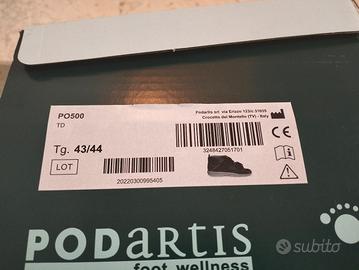 PO500
TD
Podartis srl via Erizzo 123/c-31035
Crocetta del Montello (TV) - Italy
Tg. 43/44
LOT
20220300995405
3248427051701
CE
PODartis
foot wellness
subito